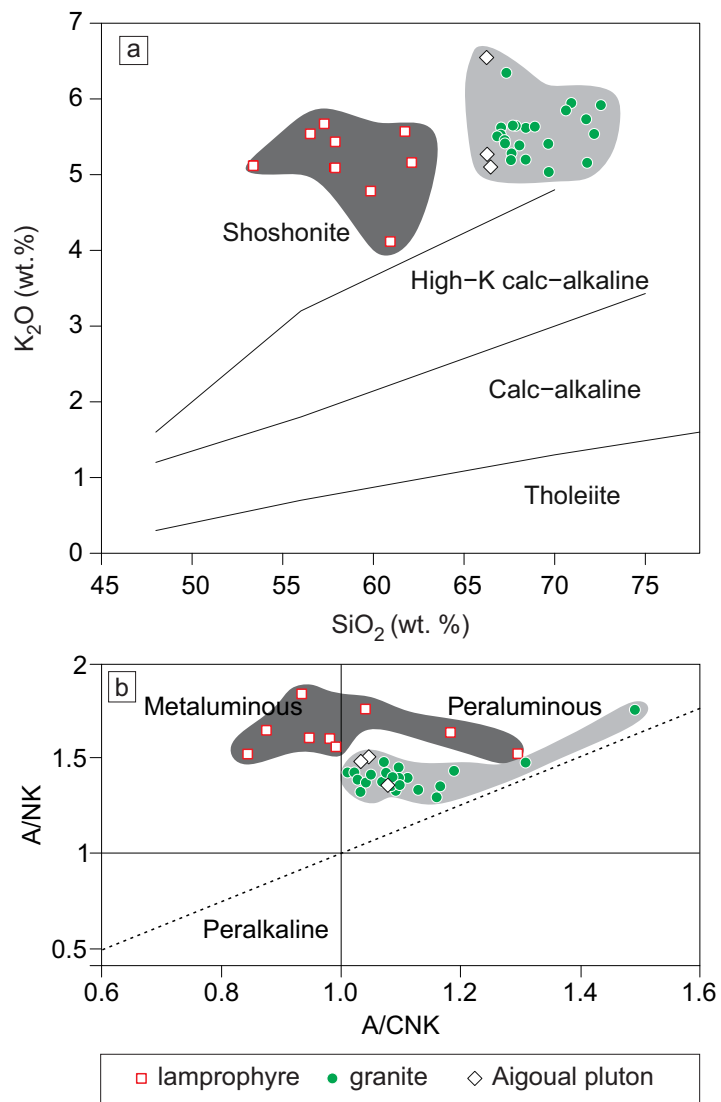 a
7
6
5
4
3
2
1
0
K₂O (wt.%)
Shoshonite
High−K calc−alkaline
Calc−alkaline
Tholeiite
45 50 55 60 65 70 75
SiO₂ (wt. %)
b
2
1.5
1
0.5
A/NK
Metaluminous
Peraluminous
Peralkaline
0.6 0.8 1.0 1.2 1.4 1.6
A/CNK
lamprophyre granite Aigoual pluton